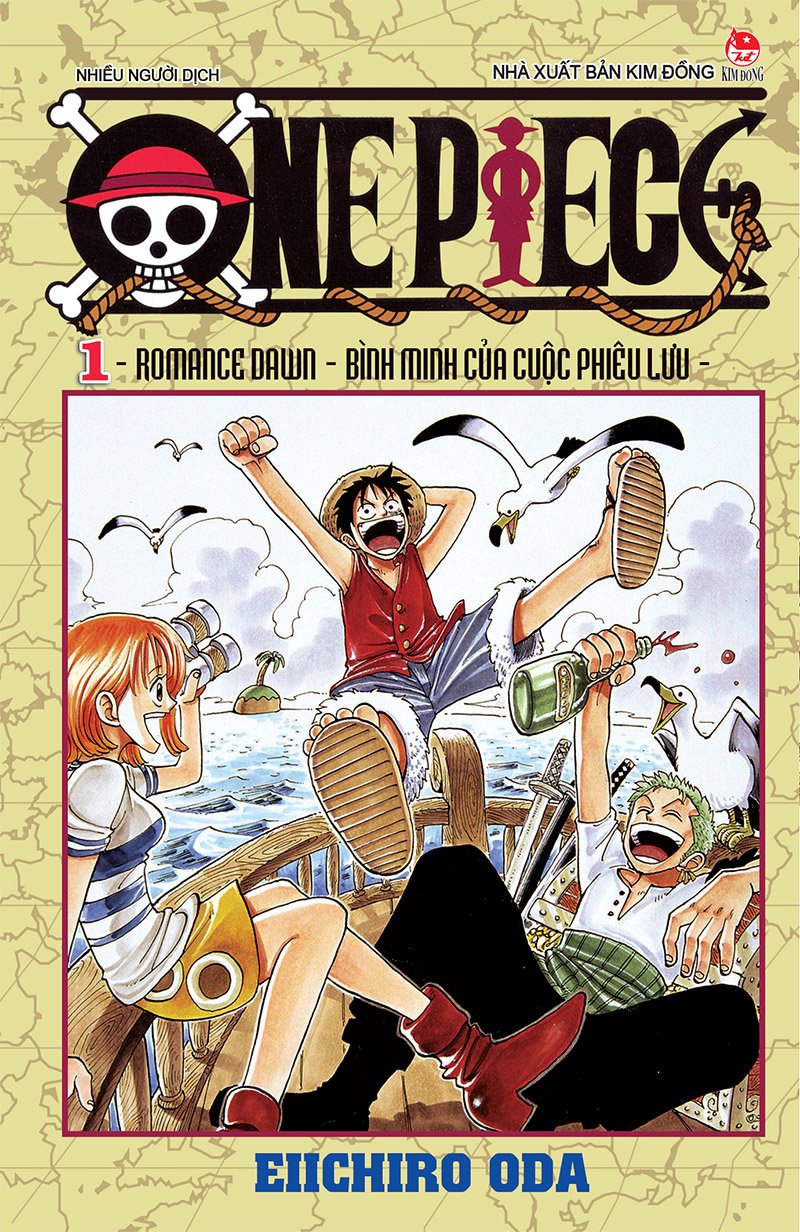 NHIỀU NGƯỜI DỊCH
NHÀ XUẤT BẢN KIM ĐỒNG
KIM ĐỒNG
ONE PIECE
1 - ROMANCE DAWN - BÌNH MINH CỦA CUỘC PHIÊU LƯU -
EIICHIRO ODA